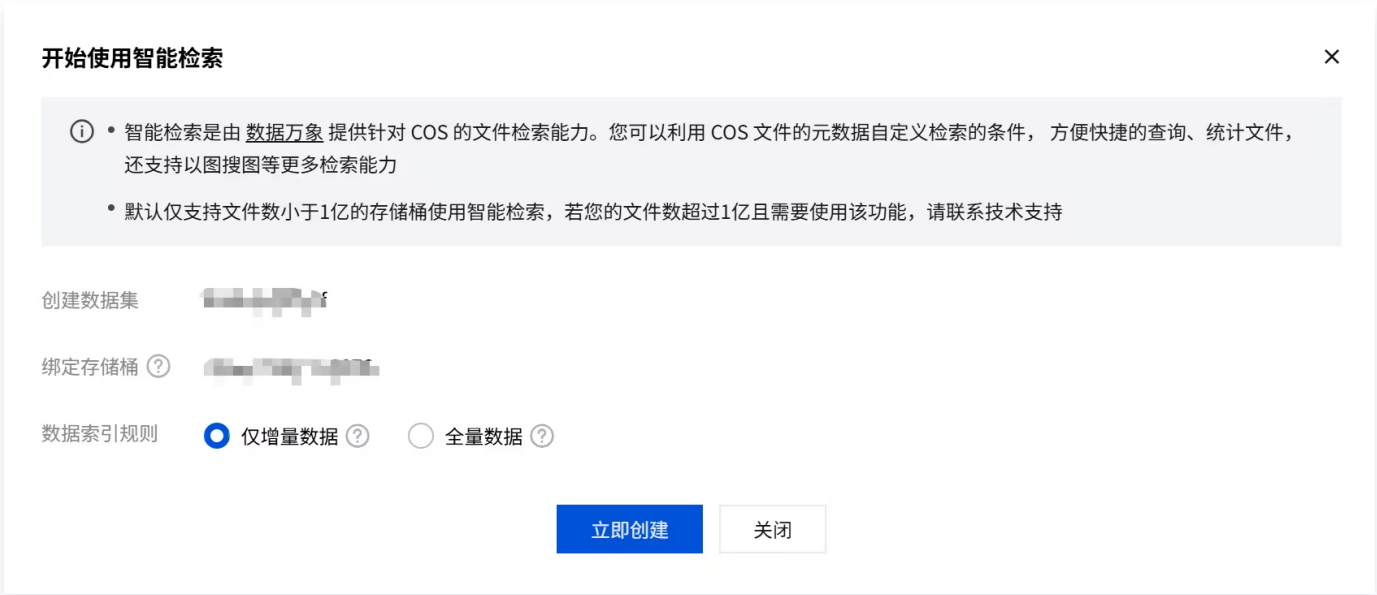 开始使用智能检索
智能检索是由 数据万象 提供针对 COS 的文件检索能力。您可以利用 COS 文件的元数据自定义检索的条件， 方便快捷的查询、统计文件，
还支持以图搜图等更多检索能力
默认仅支持文件数小于1亿的存储桶使用智能检索，若您的文件数超过1亿且需要使用该功能，请联系技术支持
创建数据集
绑定存储桶 ?
数据索引规则 仅增量数据 ? 全量数据 ?
立即创建 关闭